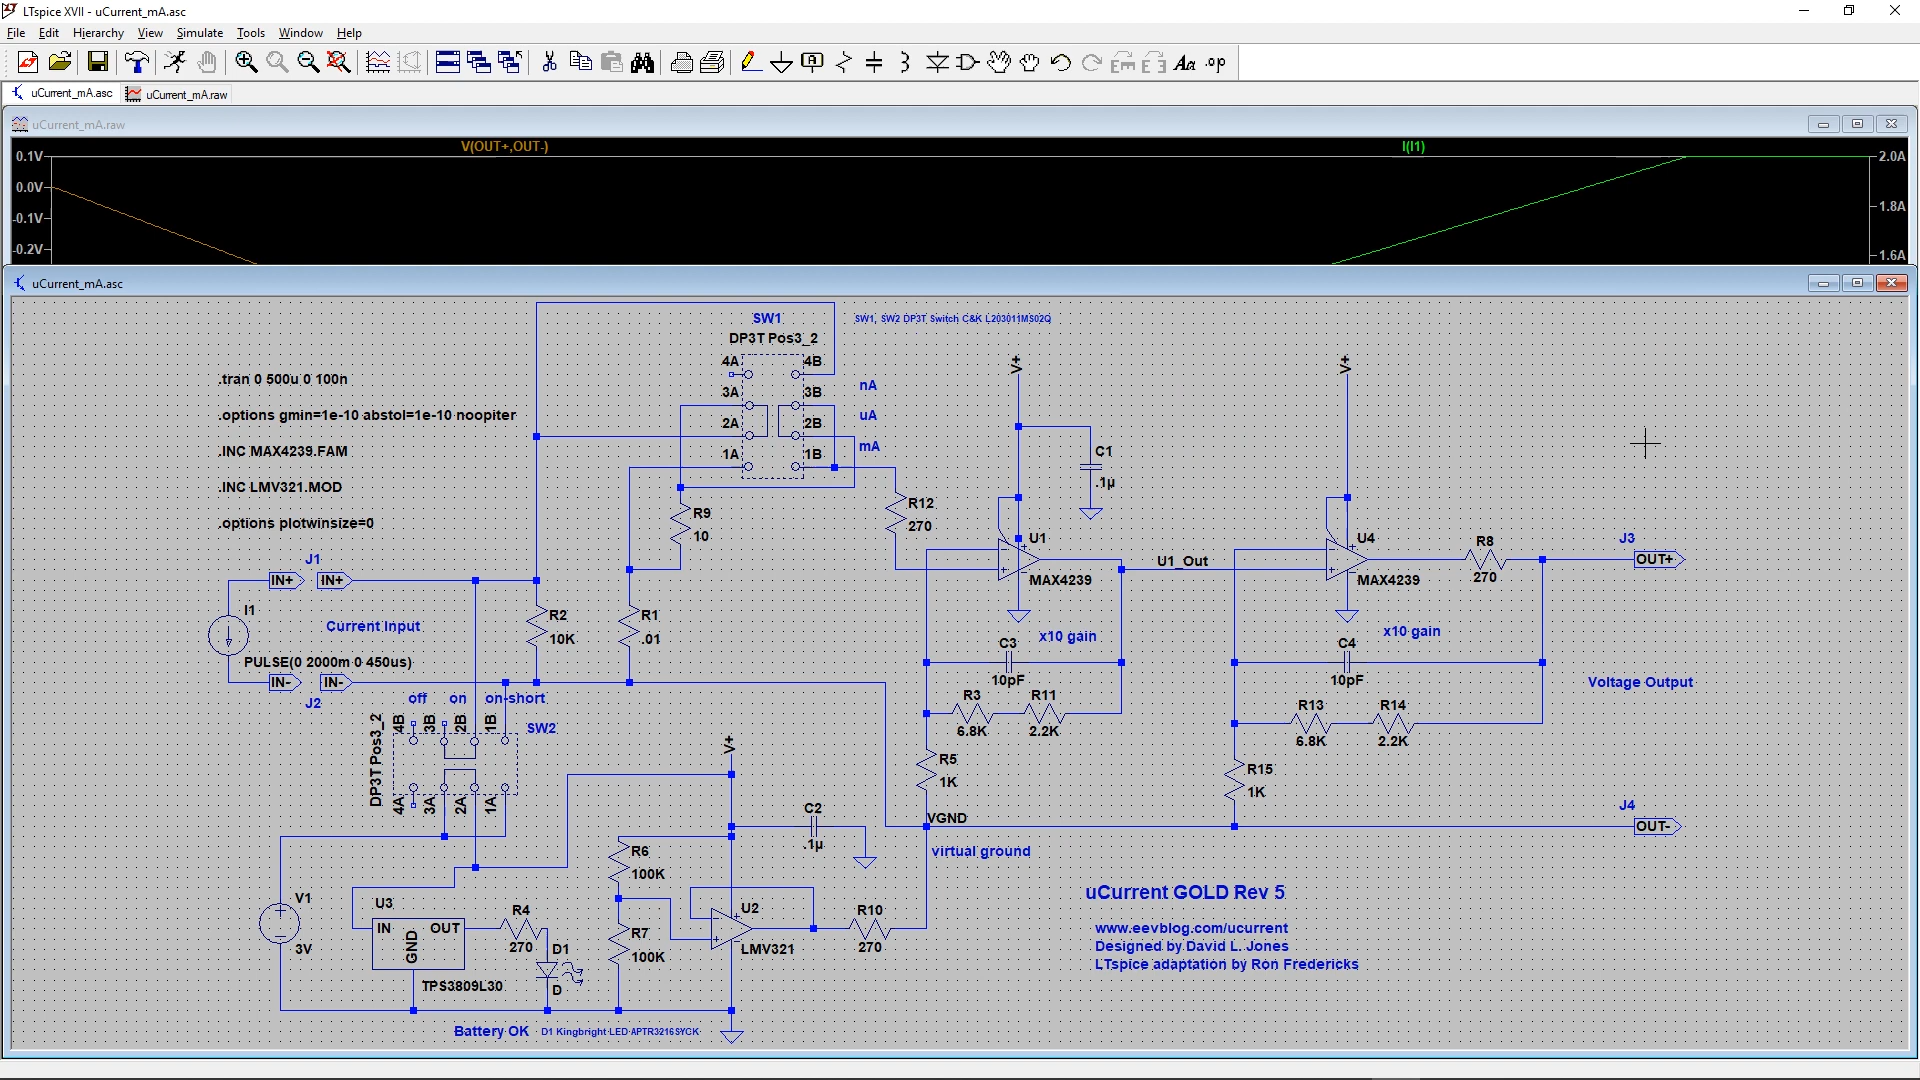 LTspice XVII - uCurrent_mA.asc
File Edit Hierarchy View Simulate Tools Window Help
uCurrent_mA.asc uCurrent_mA.raw
uCurrent_mA.raw
V(OUT+,OUT-) I(I1)
0.1V 2.0A
0.0V
-0.1V 1.8A
-0.2V 1.6A
uCurrent_mA.asc
SW1 SW1, SW2 DP3T Switch C&K L203011MS02Q
DP3T Pos3_2
4A 4B V+ V+
.tran 0 500u 0 100n
3A 3B nA
.options gmin=1e-10 abstol=1e-10 noopiter
2A 2B uA
.INC MAX4239.FAM
1A 1B mA C1
.1µ
.INC LMV321.MOD
R9 R12
10 270
.options plotwinsize=0
J1 U1 U4 R8 J3
U1_Out OUT+
IN+ IN+ MAX4239 MAX4239 270
I1 R2 R1
Current Input 10K .01 x10 gain x10 gain
C3 C4
PULSE(0 2000m 0 450us)
IN- IN- 10pF 10pF Voltage Output
J2 off on on-short R3 R11 R13 R14
4B 3B 2B 1B SW2 6.8K 2.2K 6.8K 2.2K
DP3T Pos3_2 V+ R5 R15
1K 1K
4A 3A 2A 1A C2 VGND J4
.1µ OUT-
R6 virtual ground
100K
uCurrent GOLD Rev 5
V1 U3 R4 U2 R10
IN OUT www.eevblog.com/ucurrent
GND R7
3V 270 D1 100K LMV321 270 Designed by David L. Jones
LTspice adaptation by Ron Fredericks
TPS3809L30 D
Battery OK D1 Kingbright LED APTR3216SYCK